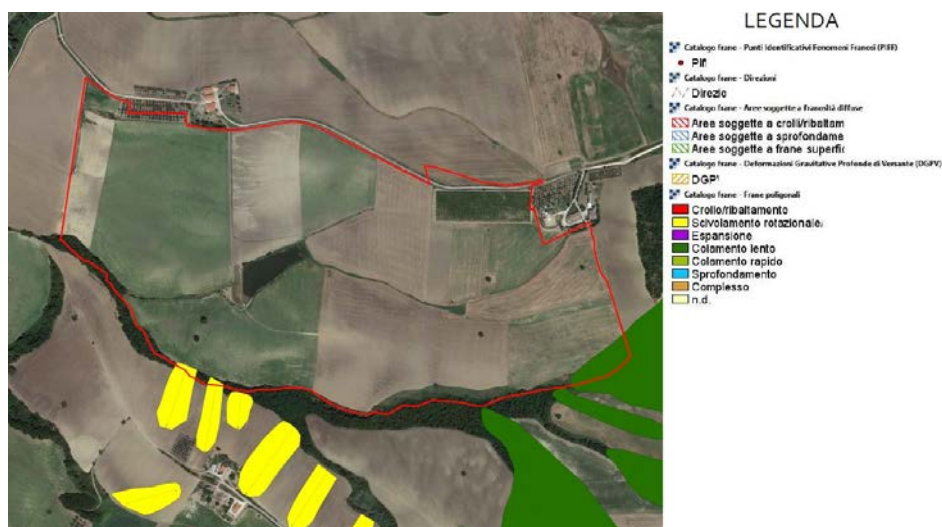 LEGENDA
Catalogo frane - Punti Identificativi Fenomeni Franosi (PIFF)
Piff
Catalogo frane - Direzioni
Direzio
Catalogo frane - Aree soggette a franosità diffuse
Aree soggette a crolli/ribaltam
Aree soggette a sprofondame
Aree soggette a frane superfic
Catalogo frane - Deformazioni Gravitative Profonde di Versante (DGPV)
DGP
Catalogo frane - Frane poligonali
Crollo/ribaltamento
Scivolamento rotazionale
Espansione
Colamento lento
Colamento rapido
Sprofondamento
Complesso
n.d.